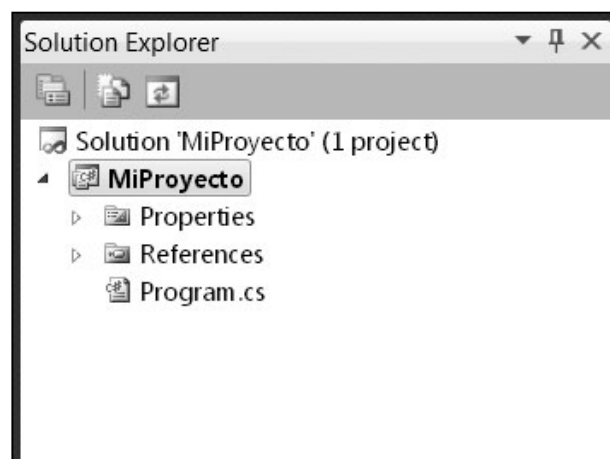 Solution Explorer
Solution 'MiProyecto' (1 project)
MiProyecto
Properties
References
Program.cs